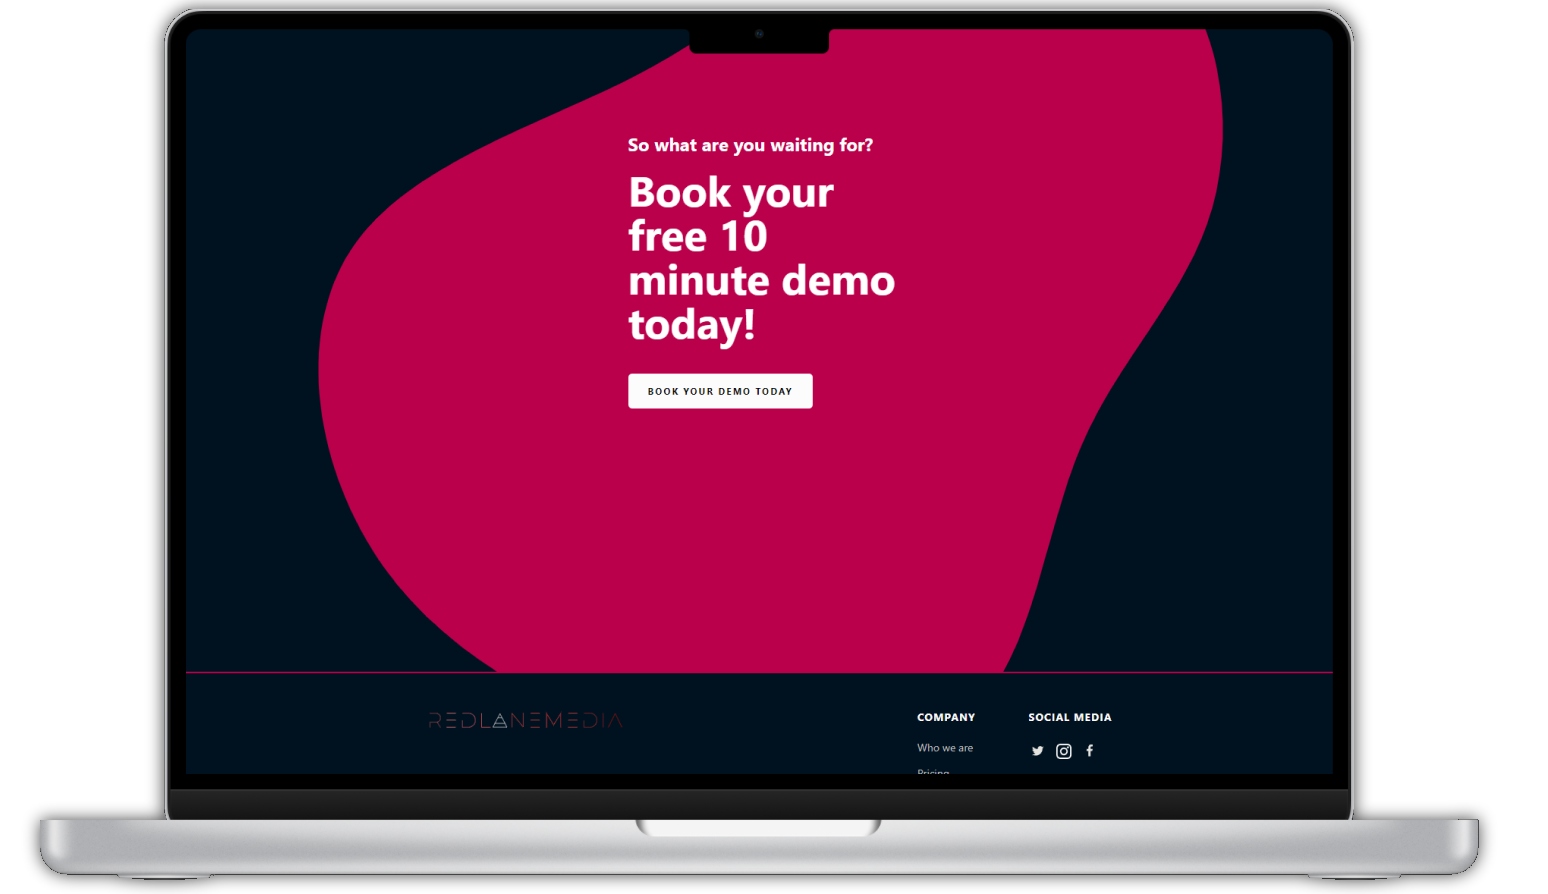 So what are you waiting for?
Book your
free 10
minute demo
today!
BOOK YOUR DEMO TODAY
REDLANEMEDIA
COMPANY
SOCIAL MEDIA
Who we are
Pricing